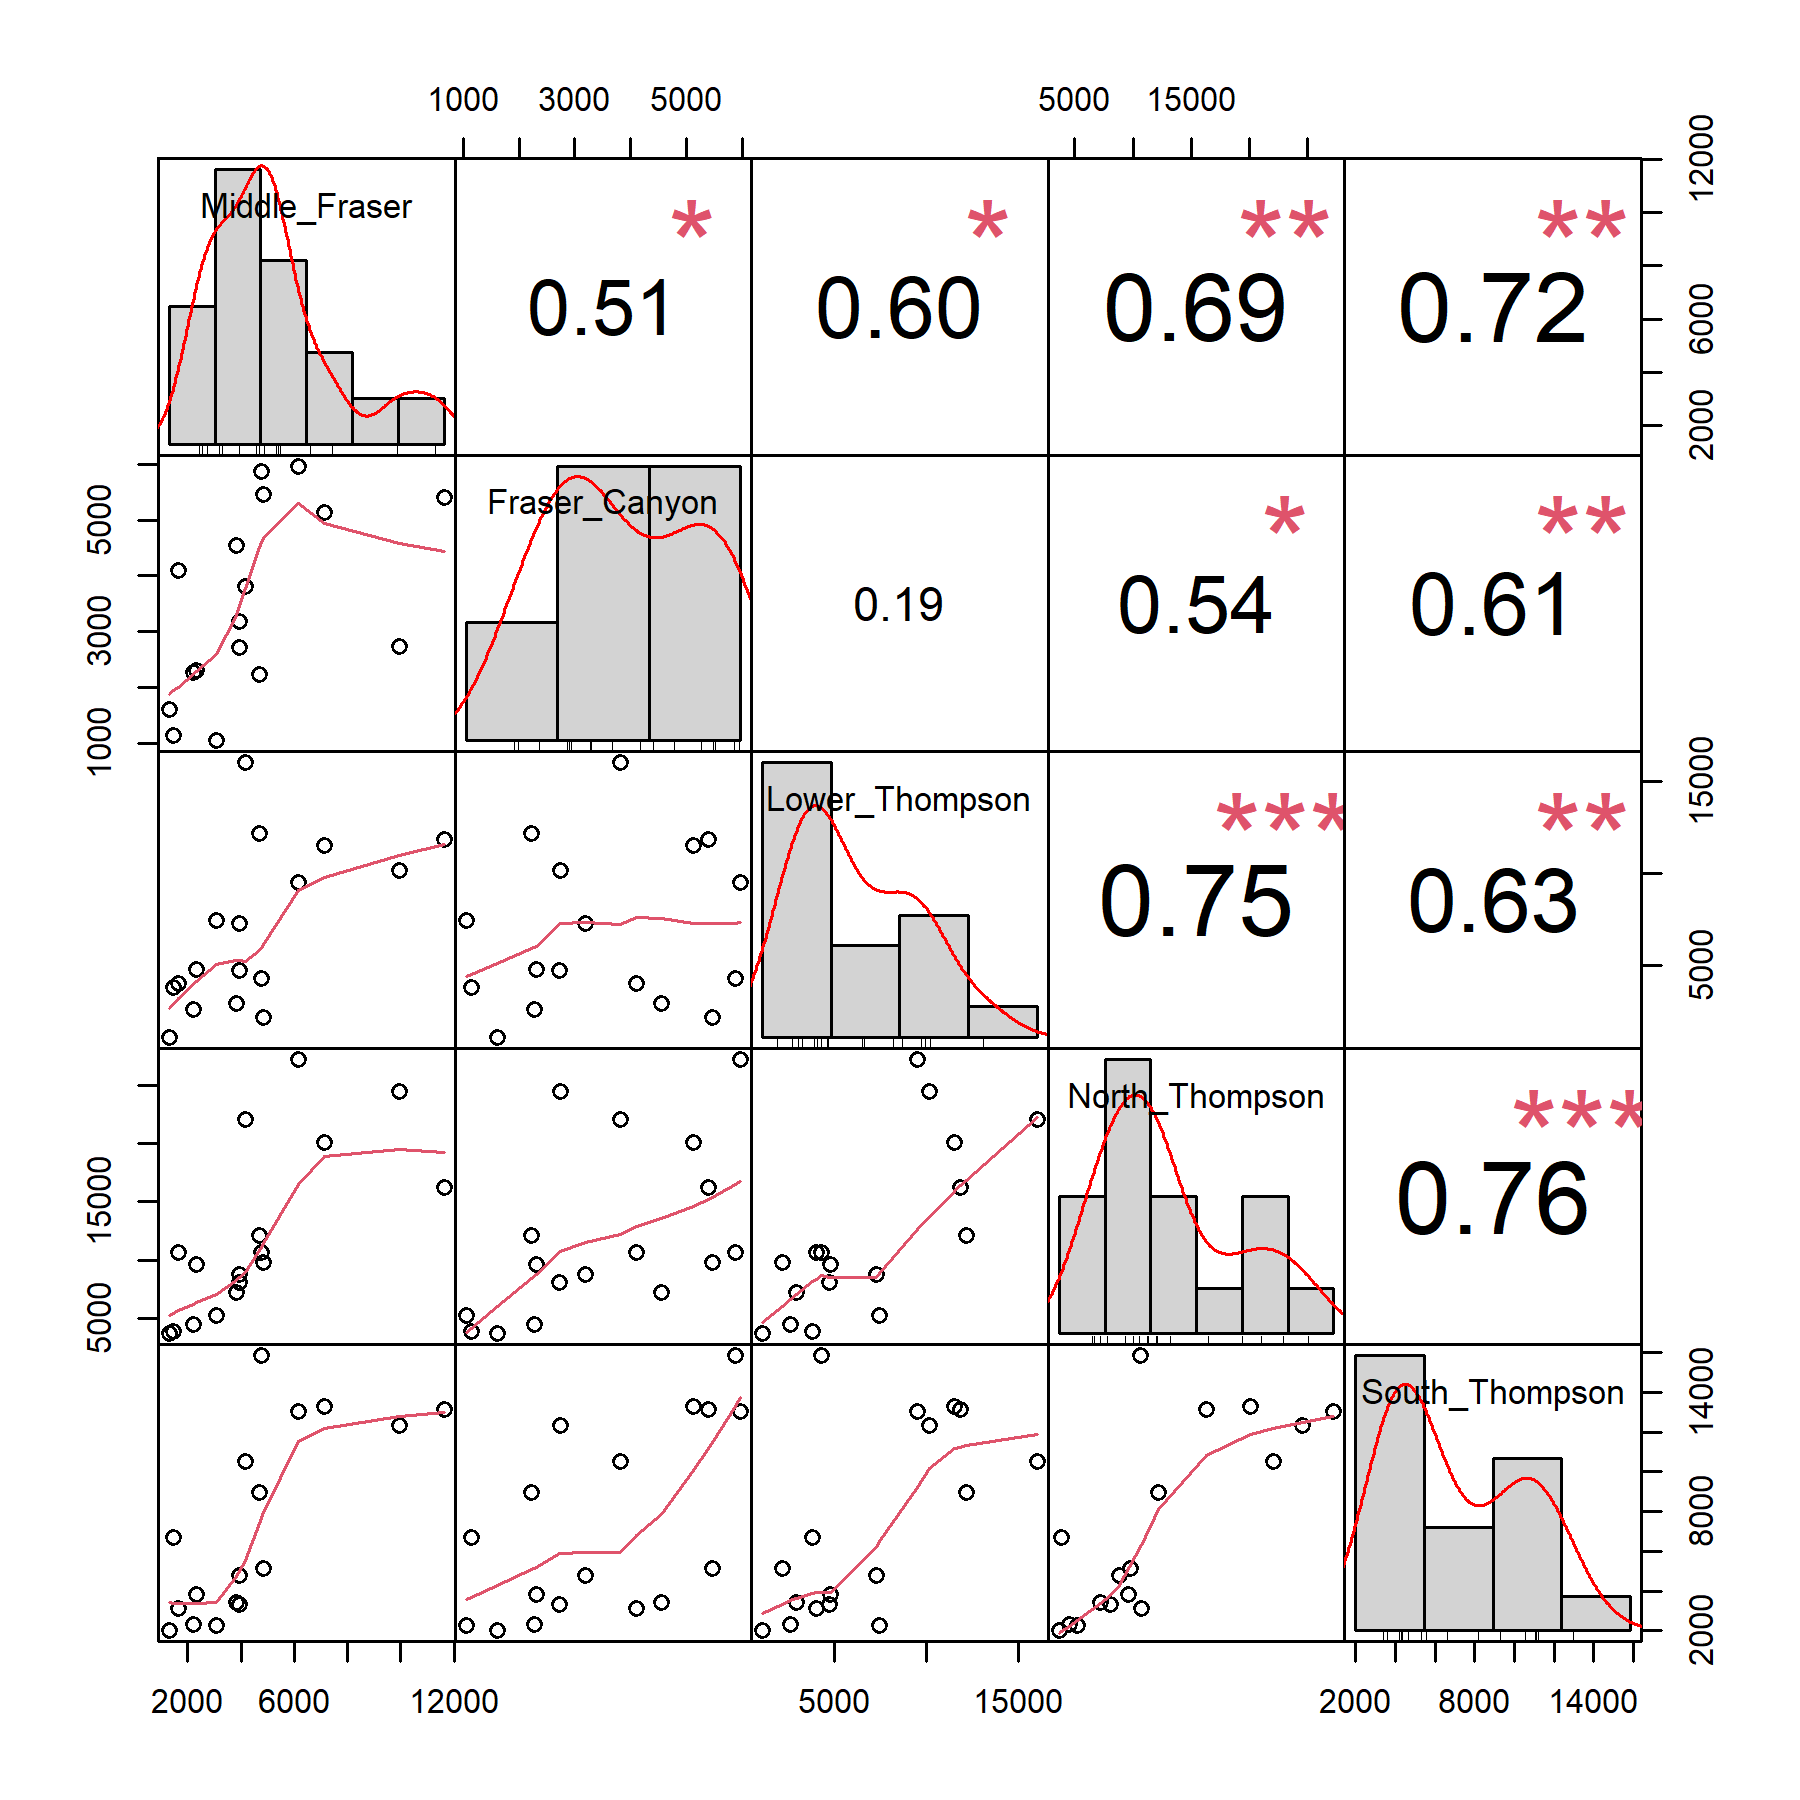 1000 3000 5000 5000 15000
Middle_Fraser * * ** **
0.51 0.60 0.69 0.72
2000 6000 12000
Fraser_Canyon * **
0.19 0.54 0.61
1000 3000 5000
Lower_Thompson *** **
0.75 0.63
5000 15000
North_Thompson ***
0.76
5000 15000
South_Thompson
2000 8000 14000
2000 6000 12000 5000 15000 2000 8000 14000